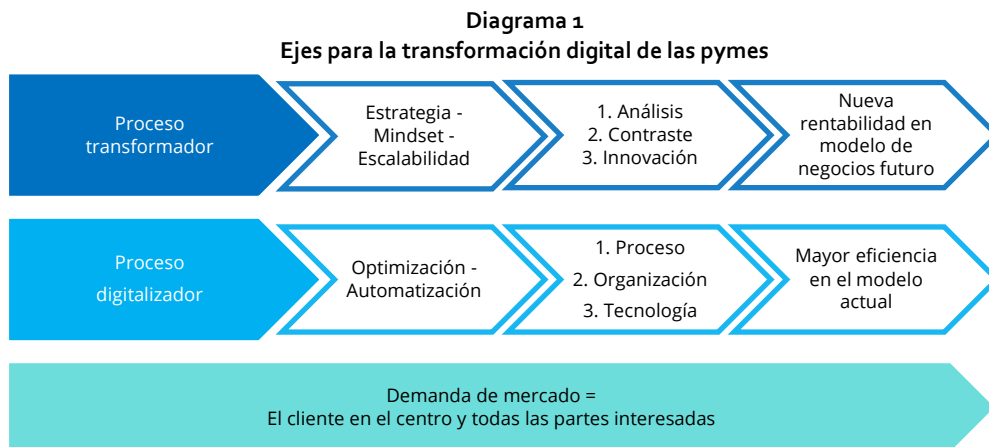 Diagrama 1
Ejes para la transformación digital de las pymes
Proceso
transformador
Estrategia -
Mindset -
Escalabilidad
1. Análisis
2. Contraste
3. Innovación
Nueva
rentabilidad en
modelo de
negocios futuro
Proceso
digitalizador
Optimización -
Automatización
1. Proceso
2. Organización
3. Tecnología
Mayor eficiencia
en el modelo
actual
Demanda de mercado =
El cliente en el centro y todas las partes interesadas